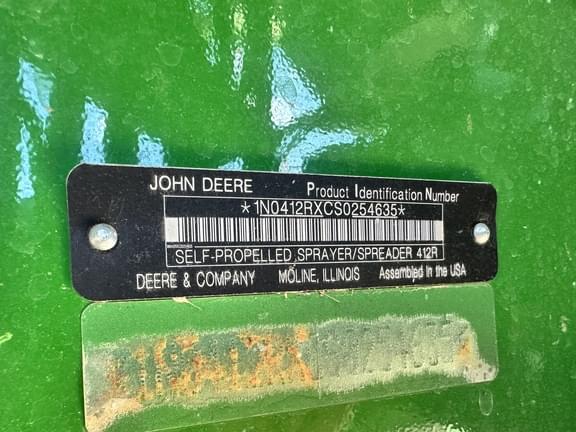 JOHN DEERE Product Identification Number
*1N0412RXCS0254635*
SELF-PROPELLED SPRAYER/SPREADER 412R
DEERE & COMPANY MOLINE, ILLINOIS Assembled in the USA